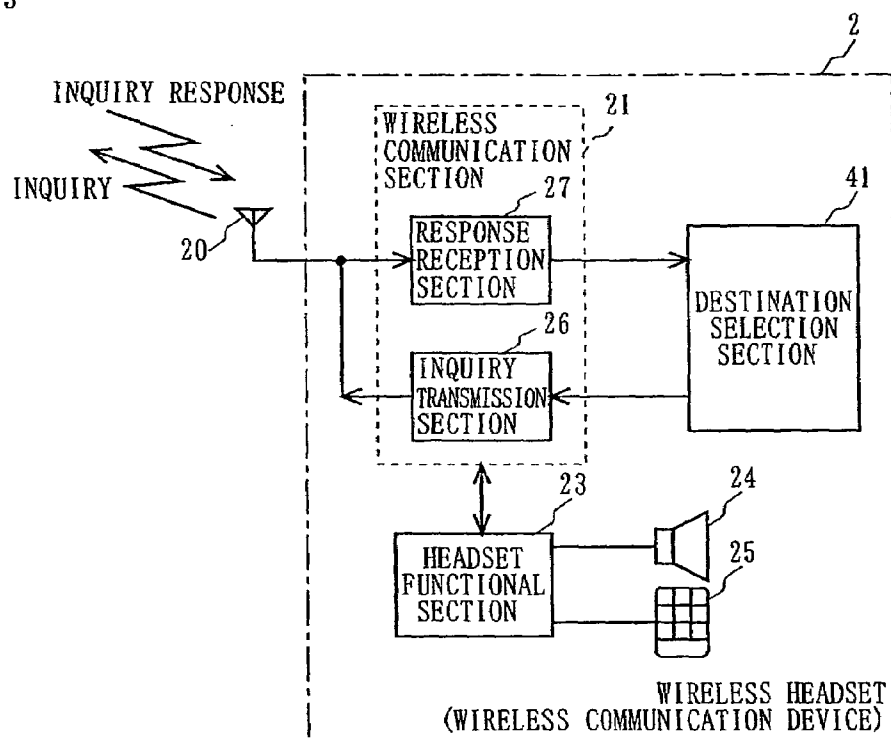 2
INQUIRY RESPONSE
INQUIRY
20
WIRELESS
COMMUNICATION
SECTION
21
27
RESPONSE
RECEPTION
SECTION
26
INQUIRY
TRANSMISSION
SECTION
41
DESTINATION
SELECTION
SECTION
23
HEADSET
FUNCTIONAL
SECTION
24
25
WIRELESS HEADSET
(WIRELESS COMMUNICATION DEVICE)